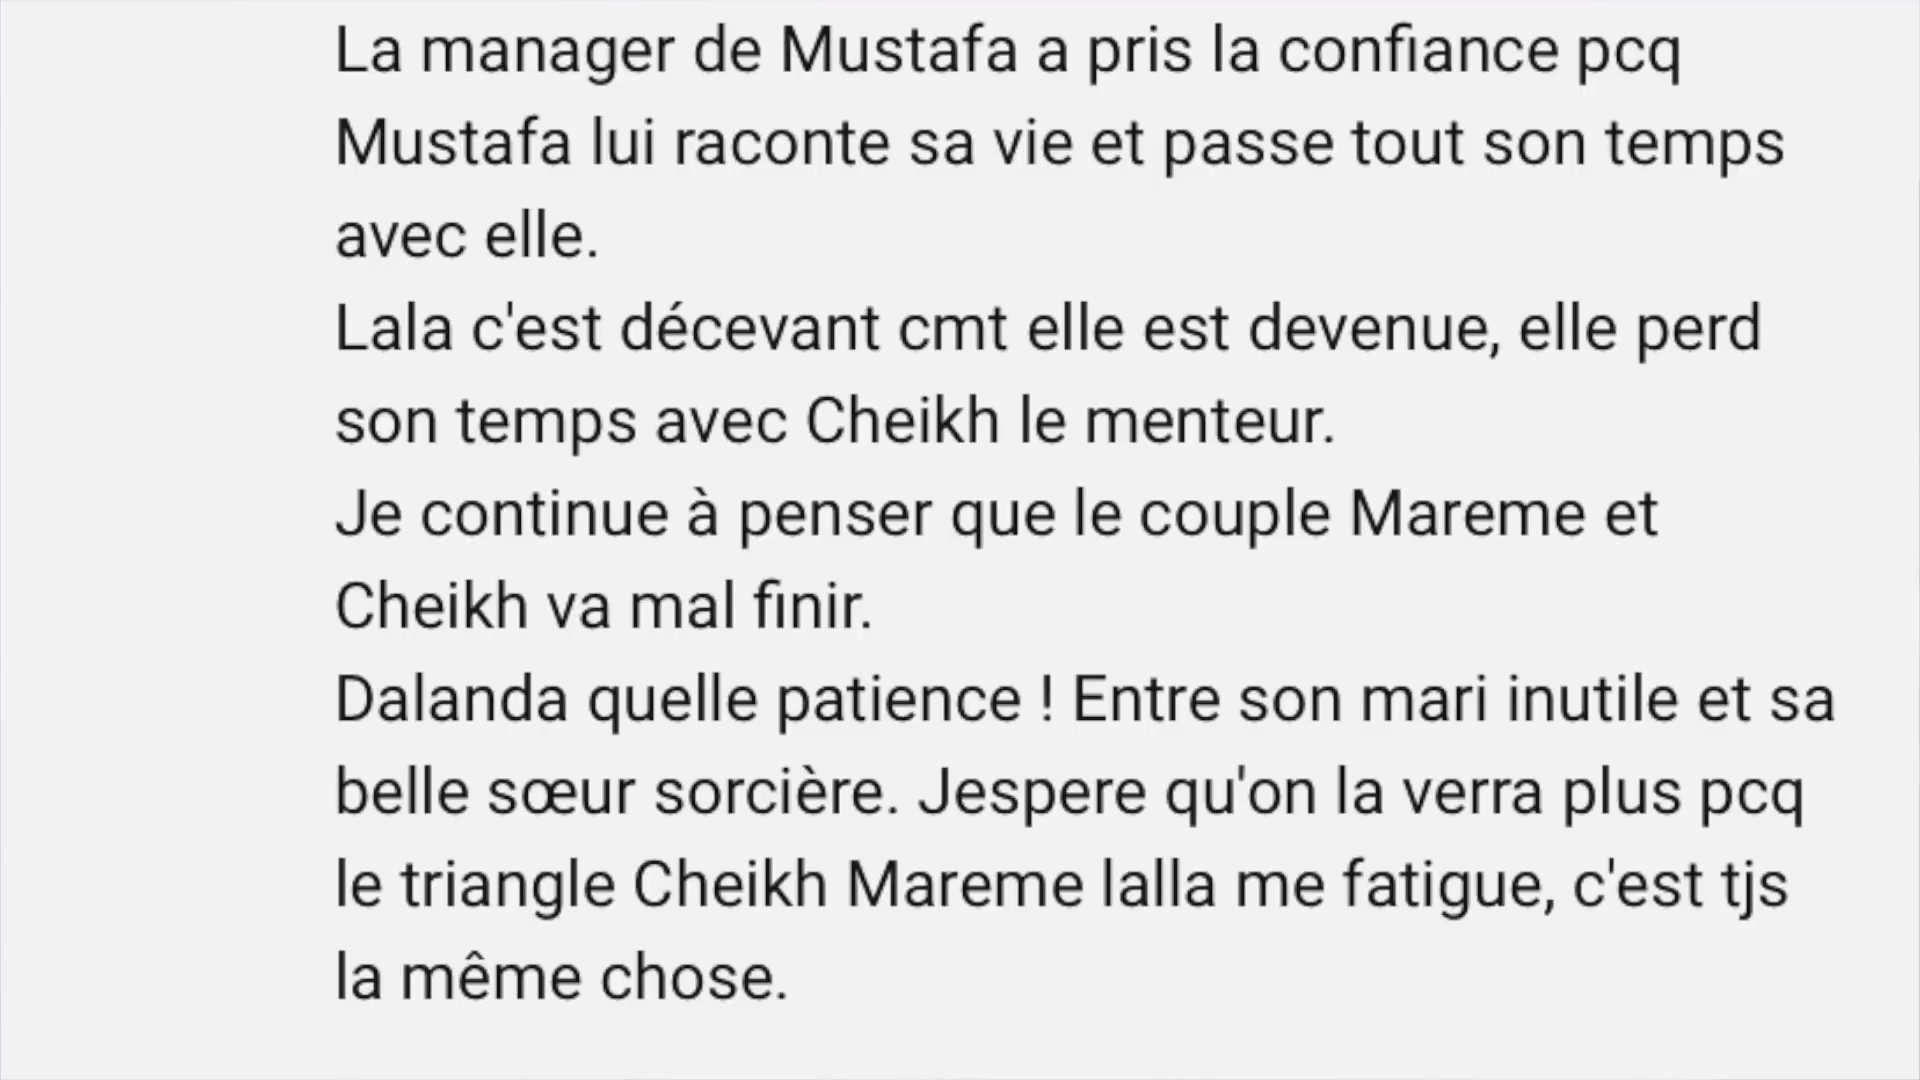 La manager de Mustafa a pris la confiance pcq
Mustafa lui raconte sa vie et passe tout son temps
avec elle.
Lala c'est décevant cmt elle est devenue, elle perd
son temps avec Cheikh le menteur.
Je continue à penser que le couple Mareme et
Cheikh va mal finir.
Dalanda quelle patience ! Entre son mari inutile et sa
belle sœur sorcière. Jespere qu'on la verra plus pcq
le triangle Cheikh Mareme lalla me fatigue, c'est tjs
la même chose.